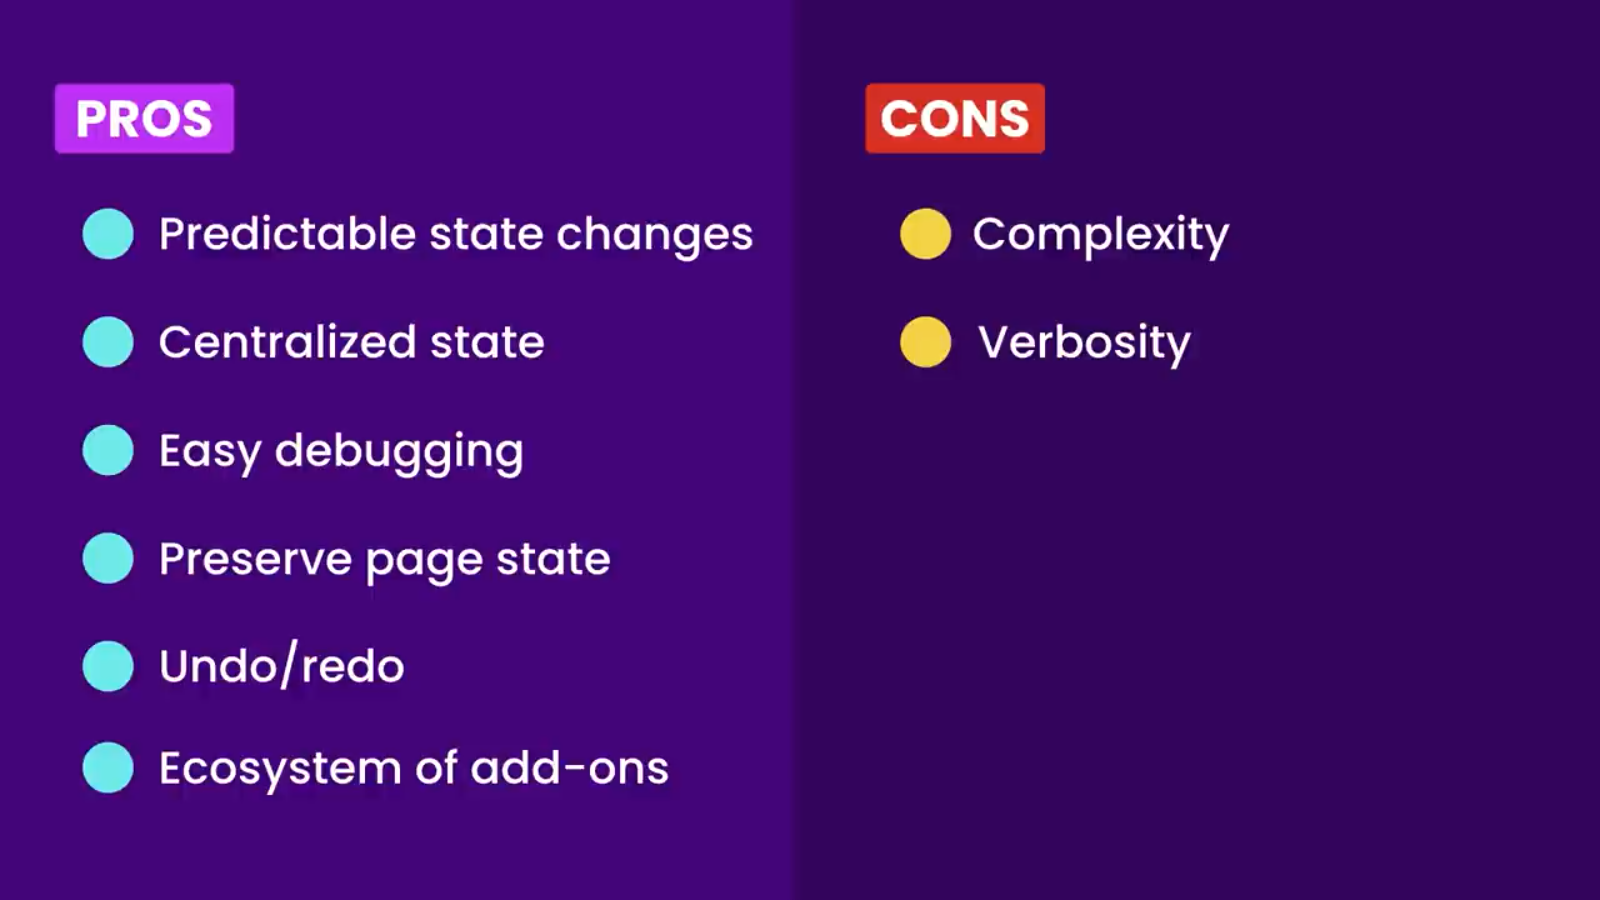 PROS
Predictable state changes
Centralized state
Easy debugging
Preserve page state
Undo/redo
Ecosystem of add-ons
CONS
Complexity
Verbosity